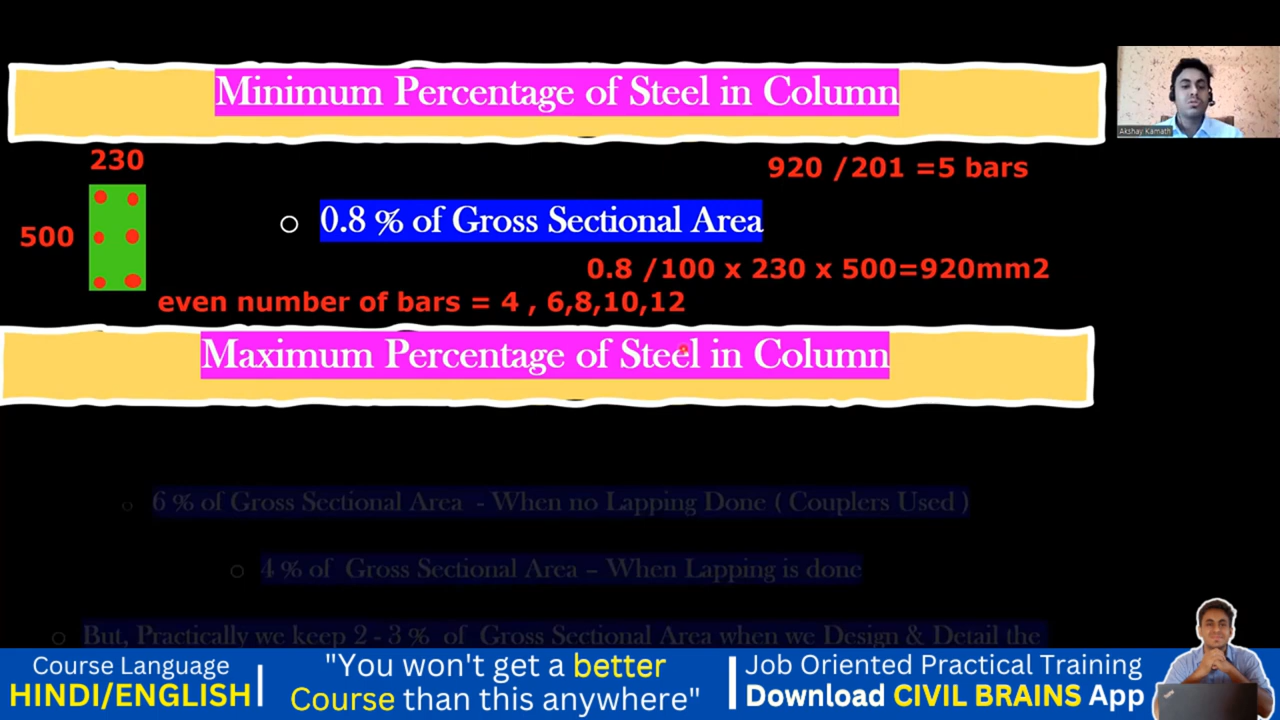 Minimum Percentage of Steel in Column
Akshay Kamath
230
920 /201 =5 bars
500
0.8 % of Gross Sectional Area
0.8 /100 x 230 x 500=920mm2
even number of bars = 4 , 6,8,10,12
Maximum Percentage of Steel in Column
6 % of Gross Sectional Area - When no Lapping Done ( Couplers Used )
4 % of Gross Sectional Area – When Lapping is done
But, Practically we keep 2 - 3 % of Gross Sectional Area when we Design & Detail the
Course Language
HINDI/ENGLISH
"You won't get a better
Course than this anywhere"
Job Oriented Practical Training
Download CIVIL BRAINS App